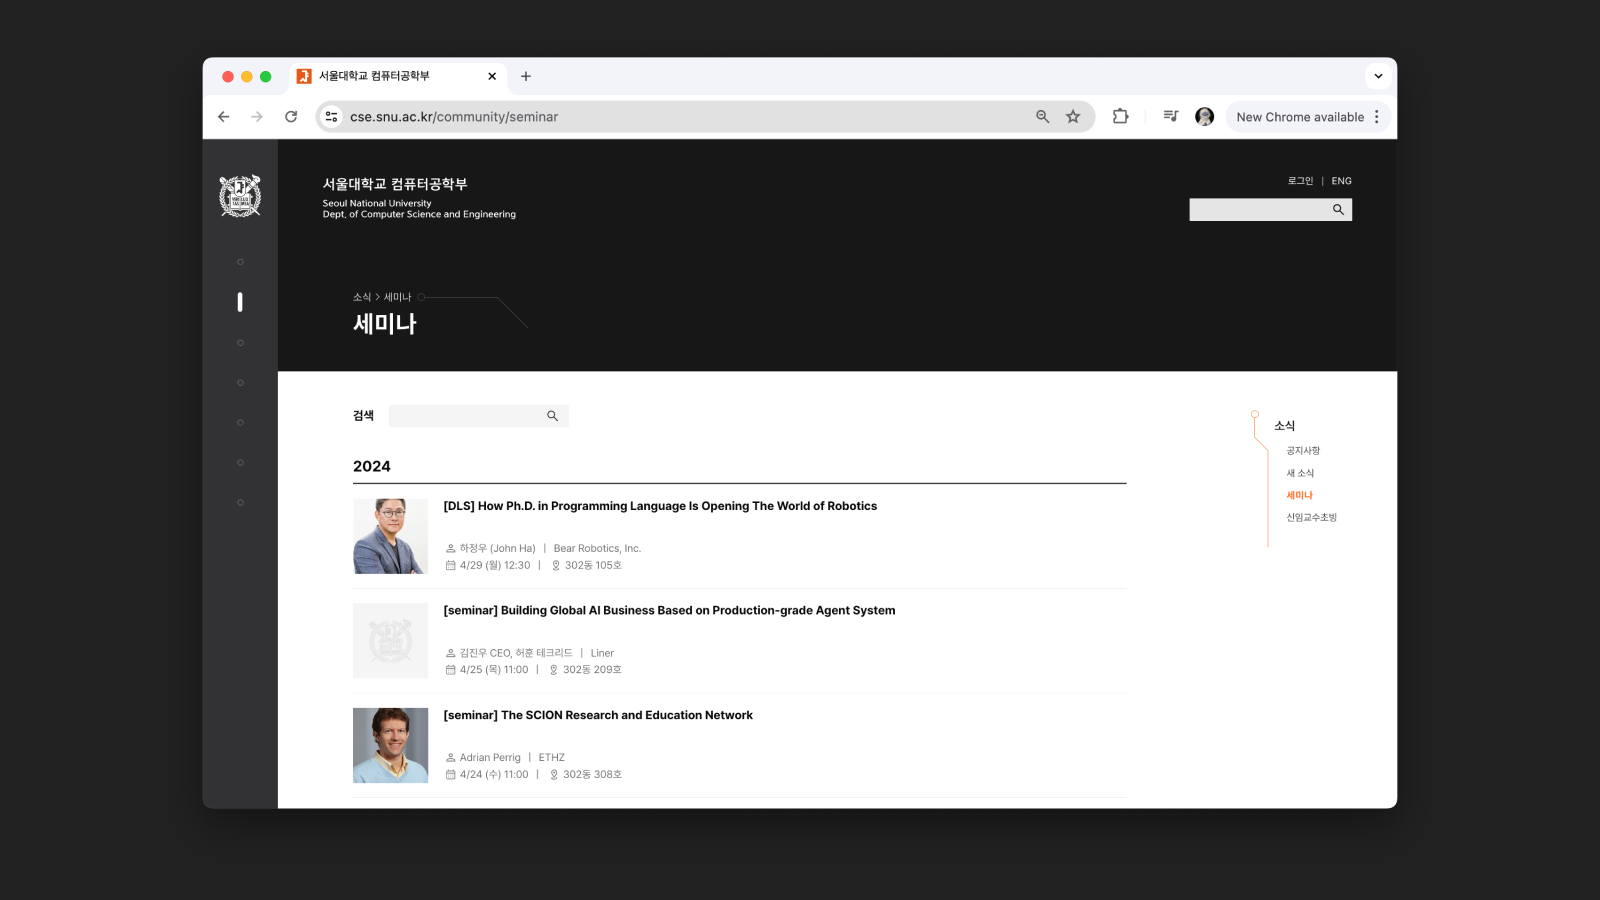 서울대학교 컴퓨터공학부
cse.snu.ac.kr/community/seminar
New Chrome available
서울대학교 컴퓨터공학부
Seoul National University
Dept. of Computer Science and Engineering
로그인 | ENG
소식 > 세미나
세미나
검색
소식
공지사항
새 소식
세미나
신임교수초빙
2024
[DLS] How Ph.D. in Programming Language Is Opening The World of Robotics
하정우 (John Ha) | Bear Robotics, Inc.
4/29 (월) 12:30 | 302동 105호
[seminar] Building Global AI Business Based on Production-grade Agent System
김진우 CEO, 허훈 테크리드 | Liner
4/25 (목) 11:00 | 302동 209호
[seminar] The SCION Research and Education Network
Adrian Perrig | ETHZ
4/24 (수) 11:00 | 302동 308호